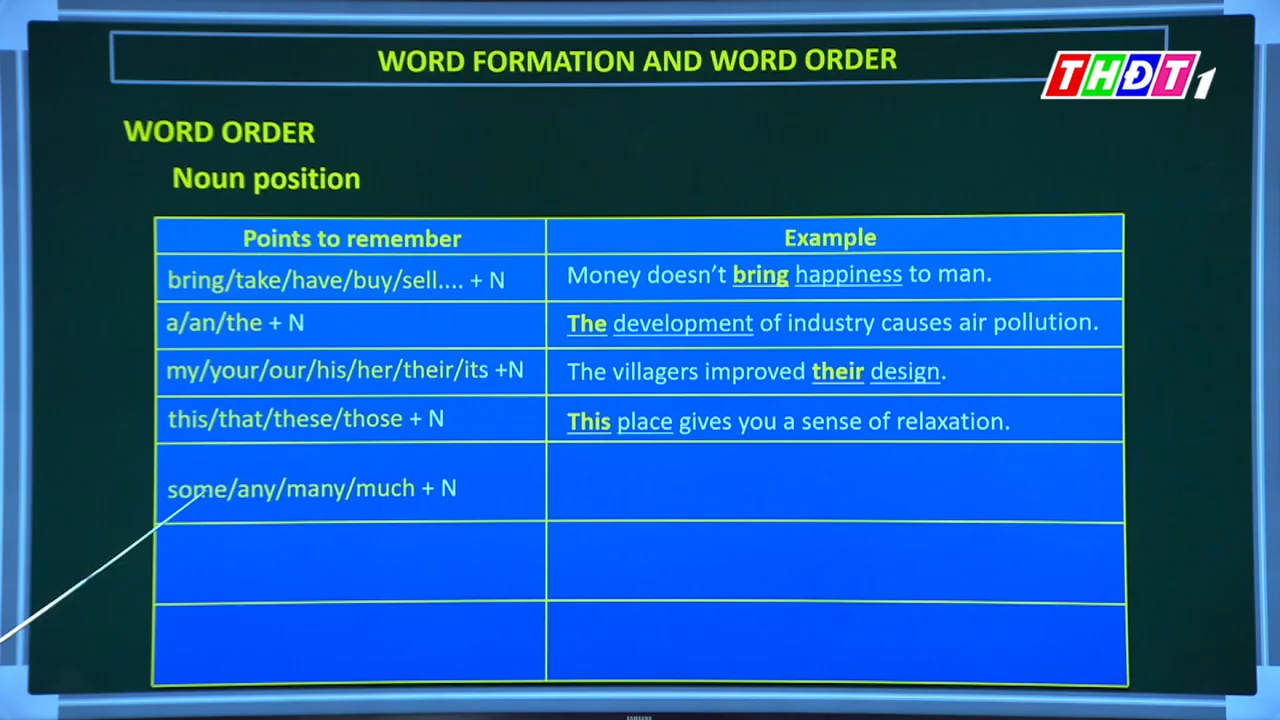 WORD FORMATION AND WORD ORDER
THĐT1
WORD ORDER
Noun position
Points to remember
Example
bring/take/have/buy/sell.... + N
Money doesn’t bring happiness to man.
a/an/the + N
The development of industry causes air pollution.
my/your/our/his/her/their/its +N
The villagers improved their design.
this/that/these/those + N
This place gives you a sense of relaxation.
some/any/many/much + N
SAMSUNG